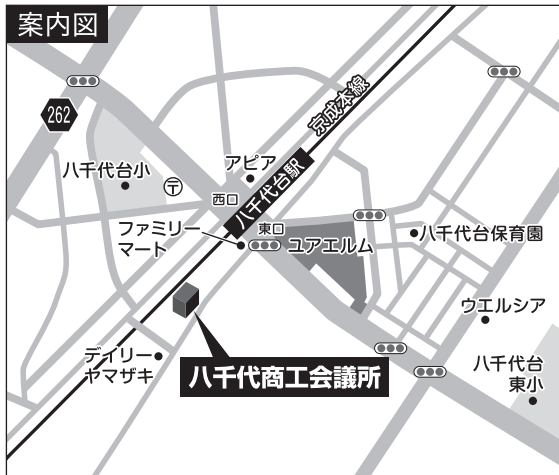 案内図
262
京成本線
八千代台小
〒
アピア
西口
八千代台駅
東口
ファミリー
マート
ユアエルム
八千代台保育園
ウエルシア
デイリー
ヤマザキ
八千代商工会議所
八千代台
東小